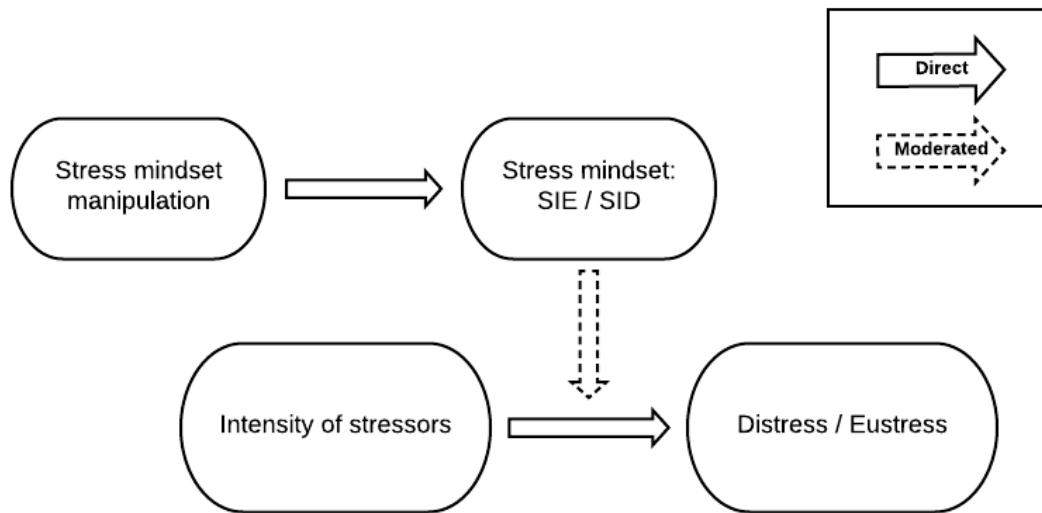 Direct
Moderated
Stress mindset
manipulation
Stress mindset:
SIE / SID
Intensity of stressors
Distress / Eustress